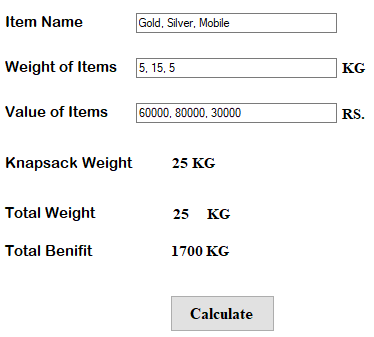 Item Name Gold, Silver, Mobile
Weight of Items 5, 15, 5 KG
Value of Items 60000, 80000, 30000 RS.
Knapsack Weight 25 KG
Total Weight 25 KG
Total Benifit 1700 KG
Calculate